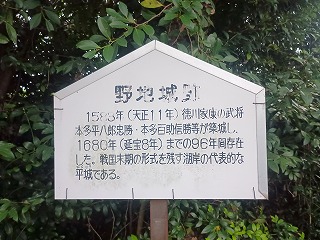 野地城跡
1583年(天正11年)徳川家康の武将
本多平八郎忠勝・本多百助信勝等が築城し、
1680年(延宝8年)までの96年間存在
した。戦国末期の形式を残す湖岸の代表的な
平城である。